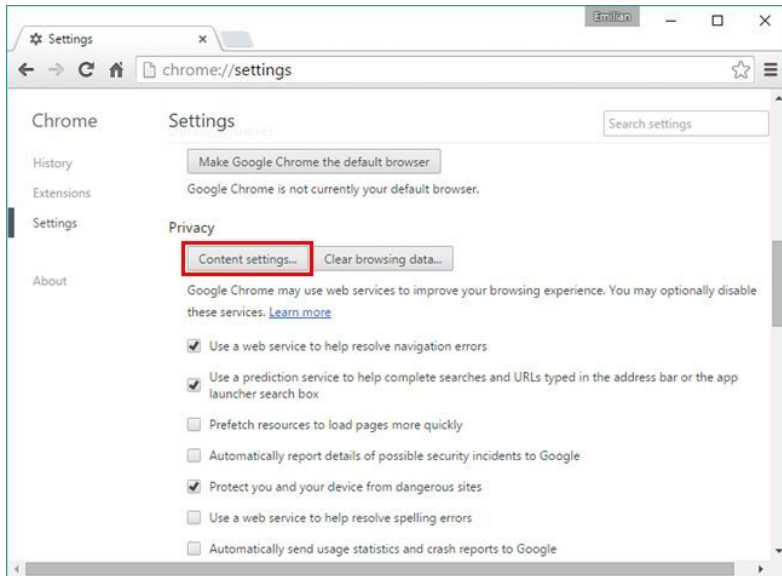 Emilian
Settings
chrome://settings
Chrome
Settings
Search settings
History
Extensions
Settings
About
Make Google Chrome the default browser
Google Chrome is not currently your default browser.
Privacy
Content settings...
Clear browsing data...
Google Chrome may use web services to improve your browsing experience. You may optionally disable
these services. Learn more
Use a web service to help resolve navigation errors
Use a prediction service to help complete searches and URLs typed in the address bar or the app
launcher search box
Prefetch resources to load pages more quickly
Automatically report details of possible security incidents to Google
Protect you and your device from dangerous sites
Use a web service to help resolve spelling errors
Automatically send usage statistics and crash reports to Google